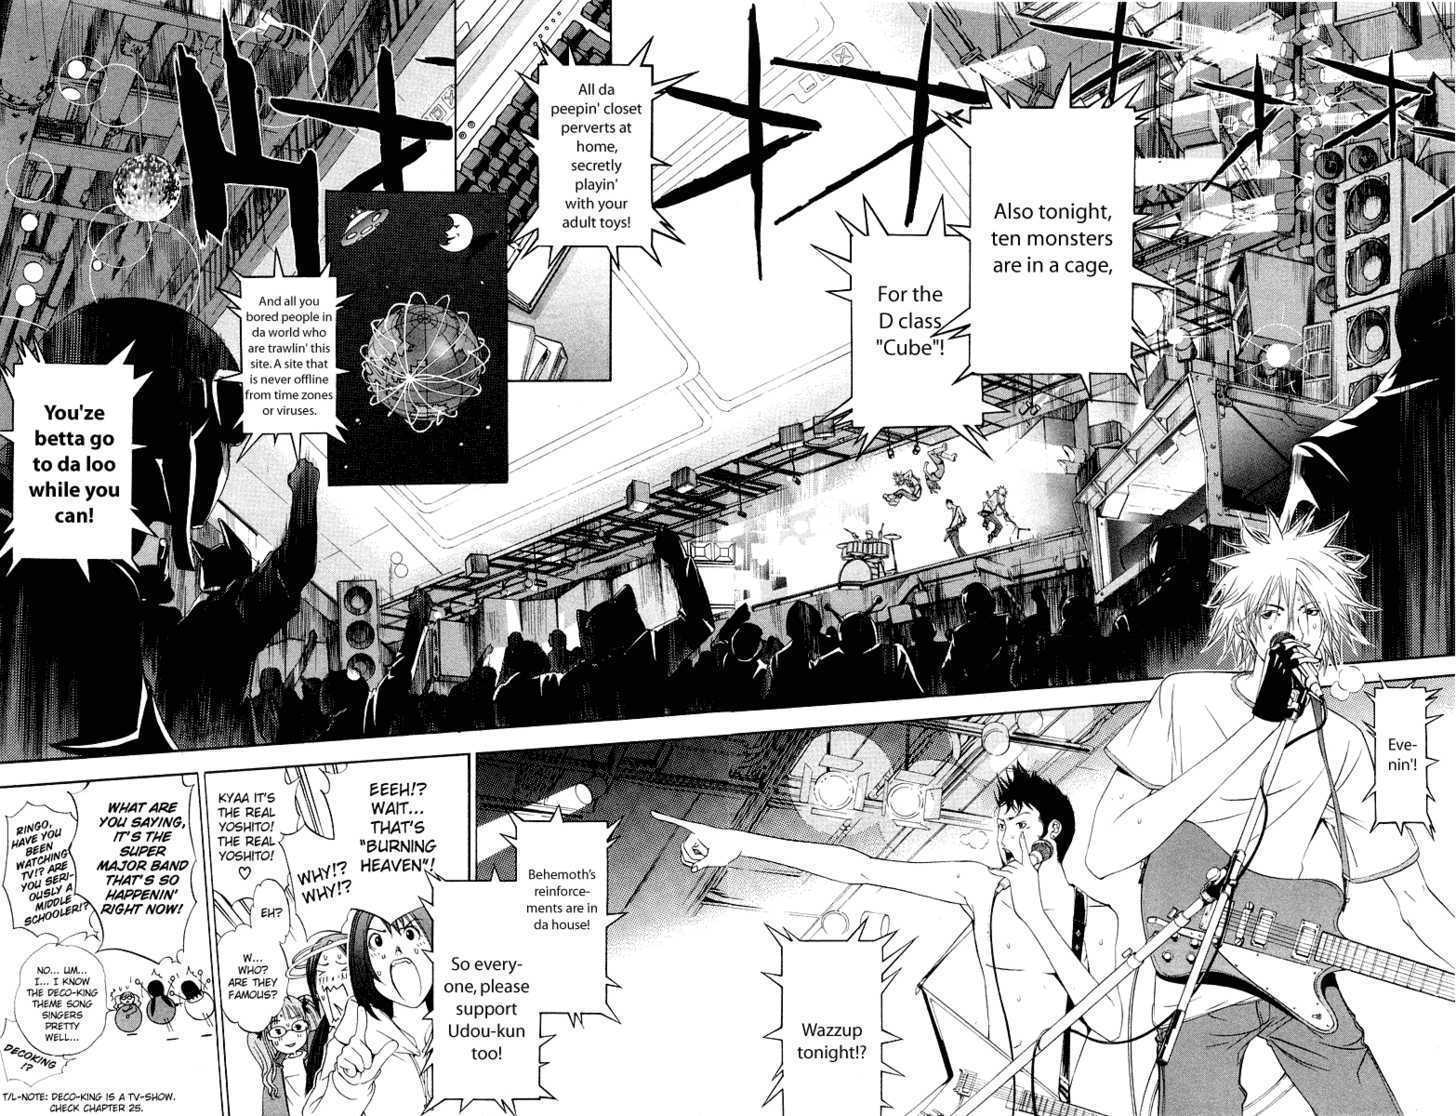 Also tonight,
ten monsters
are in a cage,
For the
D class
"Cube"!
All da
peepin' closet
perverts at
home,
secretly
playin'
with your
adult toys!
And all you
bored people in
da world who
are trawlin' this
site. A site that
is never offline
from time zones
or viruses.
You'ze
betta go
to da loo
while you
can!
Eve-
nin'!
Wazzup
tonight!?
Behemoth's
reinforce-
ments are in
da house!
So every-
one, please
support
Udou-kun
too!
EEEH!?
WAIT...
THAT'S
"BURNING
HEAVEN"!
WHY!?
WHY!?
KYAA IT'S
THE REAL
YOSHITO!
THE REAL
YOSHITO!
♡
EH?
W...
WHO?
ARE THEY
FAMOUS?
WHAT ARE
YOU SAYING,
IT'S THE
SUPER
MAJOR BAND
THAT'S SO
HAPPENIN'
RIGHT NOW!
RINGO,
HAVE YOU
BEEN
WATCHING
TV!? ARE
YOU SERI-
OUSLY A
MIDDLE
SCHOOLER!?
NO... UM...
I... I KNOW
THE DECO-KING
THEME SONG
SINGERS
PRETTY
WELL...
DECOKING
!?
T/L-NOTE: DECO-KING IS A TV-SHOW.
CHECK CHAPTER 25.